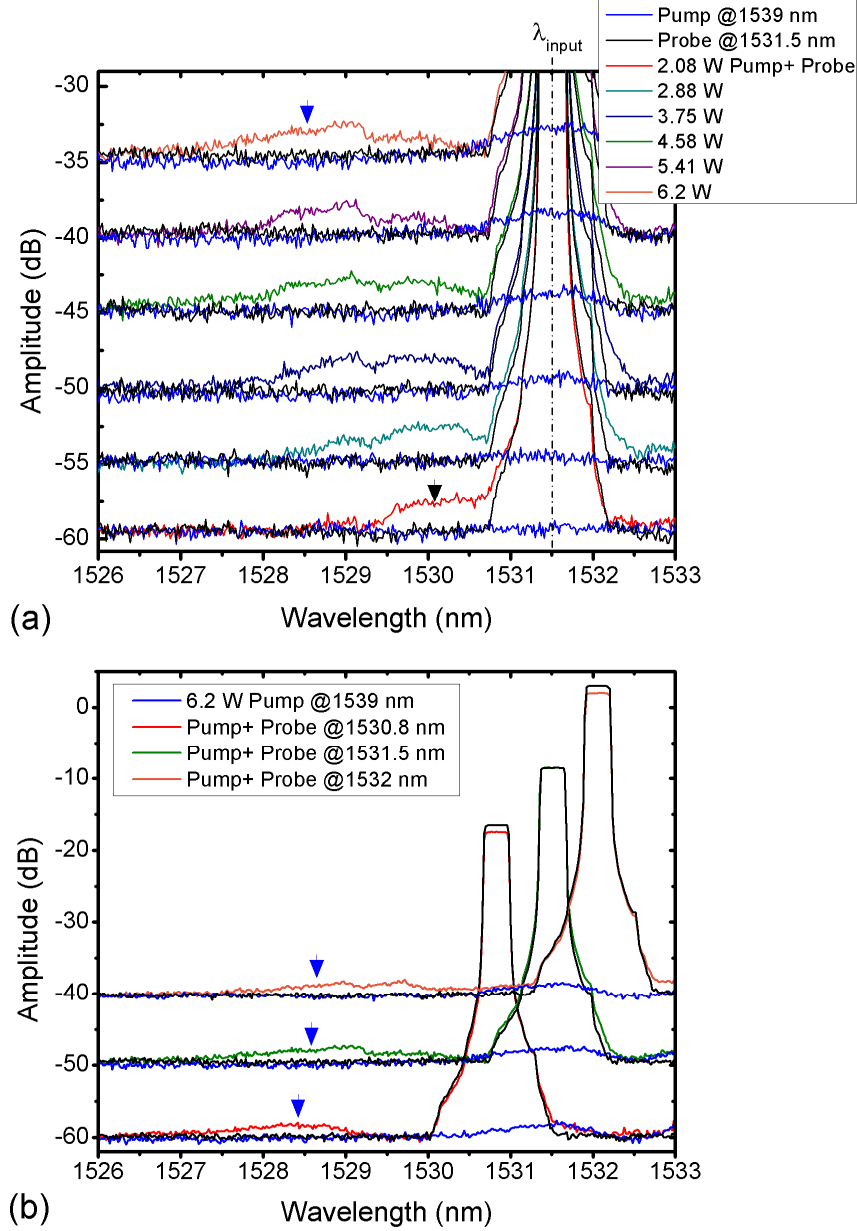 Pump @1539 nm
Probe @1531.5 nm
2.08 W Pump+ Probe
2.88 W
3.75 W
4.58 W
5.41 W
6.2 W
λinput
-30
-35
-40
-45
-50
-55
-60
Amplitude (dB)
1526 1527 1528 1529 1530 1531 1532 1533
Wavelength (nm)
(a)
6.2 W Pump @1539 nm
Pump+ Probe @1530.8 nm
Pump+ Probe @1531.5 nm
Pump+ Probe @1532 nm
0
-10
-20
-30
-40
-50
-60
Amplitude (dB)
1526 1527 1528 1529 1530 1531 1532 1533
Wavelength (nm)
(b)